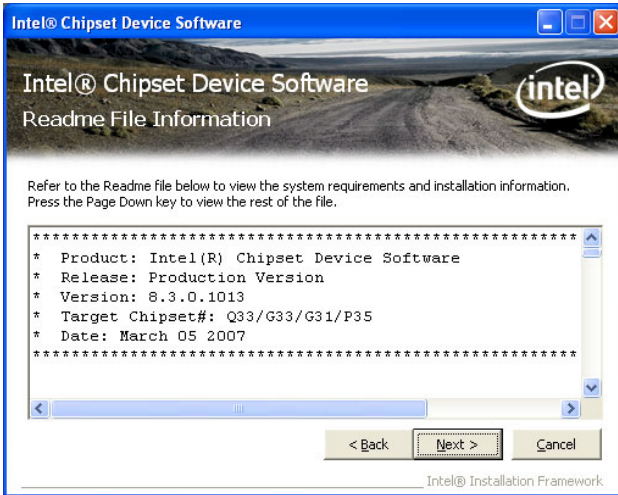 Intel® Chipset Device Software
Intel® Chipset Device Software
intel
Readme File Information
Refer to the Readme file below to view the system requirements and installation information.
Press the Page Down key to view the rest of the file.
********************************************************
* Product: Intel(R) Chipset Device Software
* Release: Production Version
* Version: 8.3.0.1013
* Target Chipset#: Q33/G33/G31/P35
* Date: March 05 2007
********************************************************
< Back Next > Cancel
Intel® Installation Framework